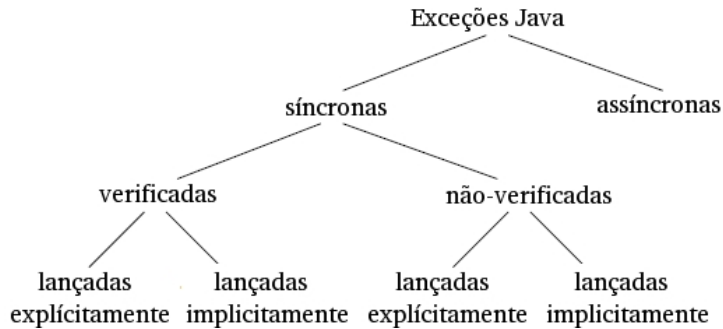 Exceções Java
síncronas
assíncronas
verificadas
não-verificadas
lançadas
explícitamente
lançadas
implicitamente
lançadas
explícitamente
lançadas
implicitamente